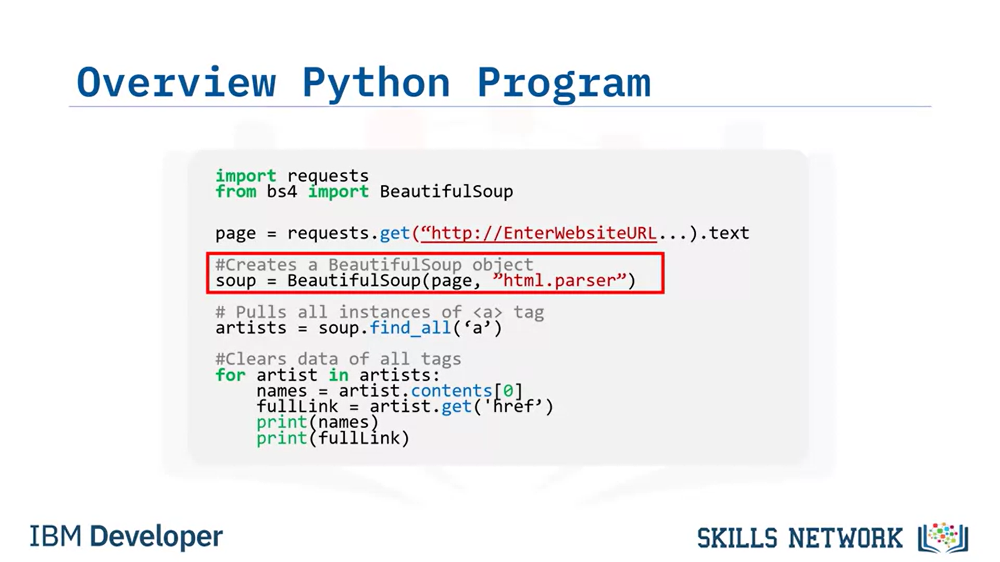 Overview Python Program
import requests
from bs4 import BeautifulSoup
page = requests.get(“http://EnterWebsiteURL...).text
#Creates a BeautifulSoup object
soup = BeautifulSoup(page, ”html.parser”)
# Pulls all instances of <a> tag
artists = soup.find_all(‘a’)
#Clears data of all tags
for artist in artists:
    names = artist.contents[0]
    fullLink = artist.get('href’)
    print(names)
    print(fullLink)
IBM Developer
SKILLS NETWORK